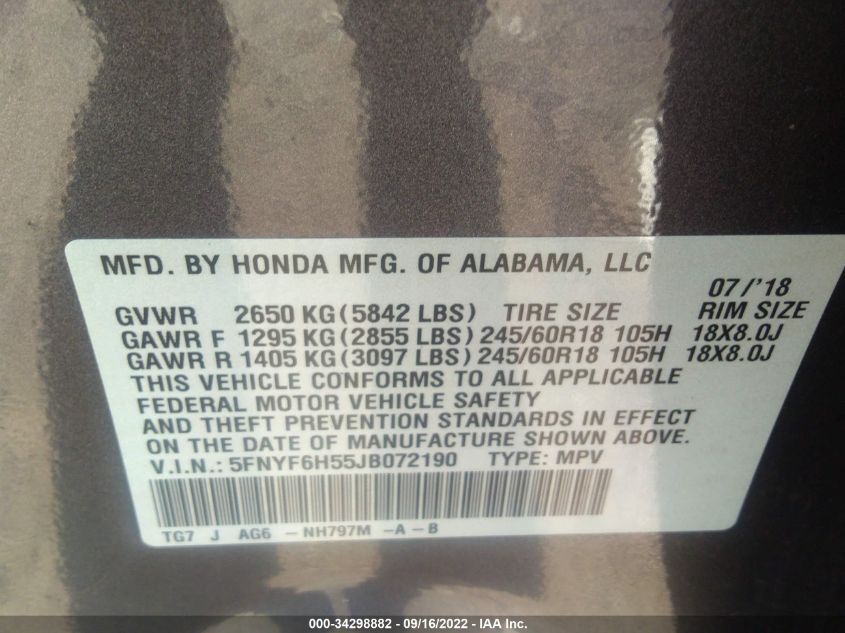 MFD. BY HONDA MFG. OF ALABAMA, LLC
07/'18
GVWR 2650 KG (5842 LBS) TIRE SIZE RIM SIZE
GAWR F 1295 KG (2855 LBS) 245/60R18 105H 18X8.0J
GAWR R 1405 KG (3097 LBS) 245/60R18 105H 18X8.0J
THIS VEHICLE CONFORMS TO ALL APPLICABLE
FEDERAL MOTOR VEHICLE SAFETY
AND THEFT PREVENTION STANDARDS IN EFFECT
ON THE DATE OF MANUFACTURE SHOWN ABOVE.
V.I.N.: 5FNYF6H55JB072190 TYPE: MPV
TG7 J AG6 -NH797M -A-B
000-34298882 - 09/16/2022 - IAA Inc.